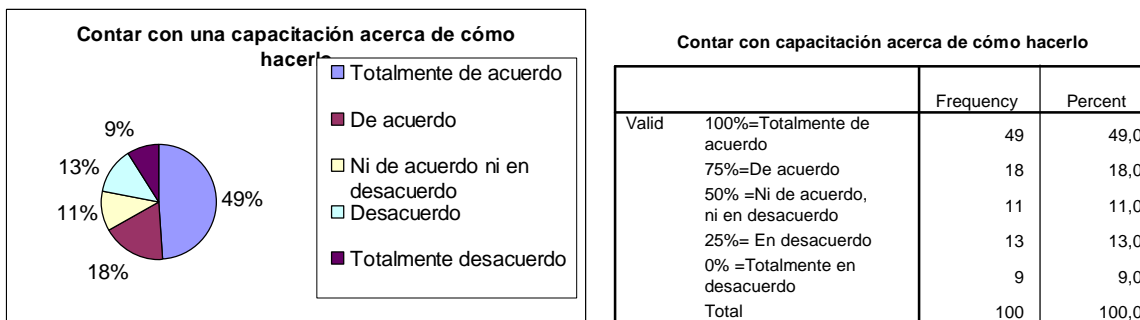 Contar con una capacitación acerca de cómo
hacerlo
Totalmente de acuerdo
De acuerdo
Ni de acuerdo ni en
desacuerdo
Desacuerdo
Totalmente desacuerdo
9%
13%
11%
18%
49%
Contar con capacitación acerca de cómo hacerlo
Frequency Percent
Valid 100%=Totalmente de
acuerdo 49 49,0
75%=De acuerdo 18 18,0
50% =Ni de acuerdo,
ni en desacuerdo 11 11,0
25%= En desacuerdo 13 13,0
0% =Totalmente en
desacuerdo 9 9,0
Total 100 100,0